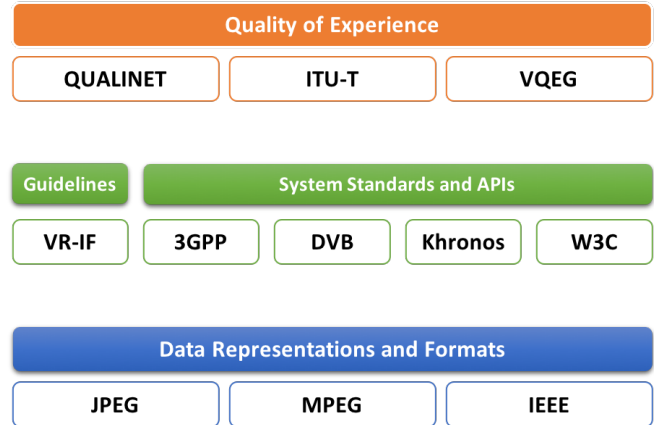 Quality of Experience
QUALINET ITU-T VQEG
Guidelines System Standards and APIs
VR-IF 3GPP DVB Khronos W3C
Data Representations and Formats
JPEG MPEG IEEE